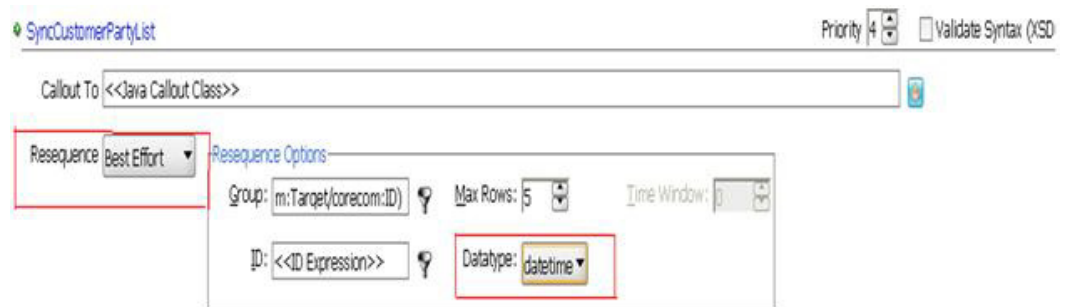 SyncCustomerPartyList
Priority 4 Validate Syntax (XSD
Callout To <<Java Callout Class>>
Resequence Best Effort Resequence Options
Group: m:Target/corecom:ID) Max Rows: 5 Time Window: 0
ID: <<ID Expression>> Datatype: datetime